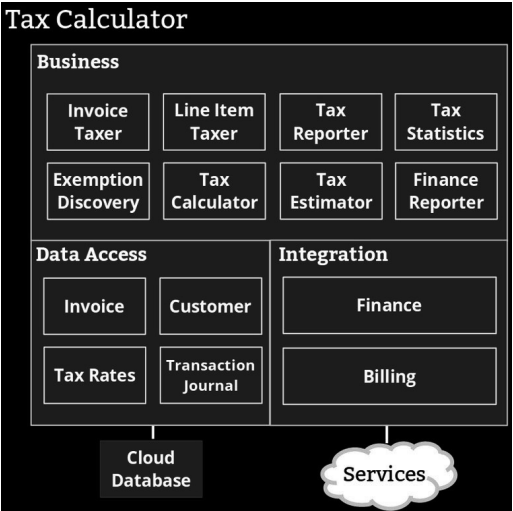 Tax Calculator
Business
Invoice
Taxer
Line Item
Taxer
Tax
Reporter
Tax
Statistics
Exemption
Discovery
Tax
Calculator
Tax
Estimator
Finance
Reporter
Data Access
Invoice
Customer
Tax Rates
Transaction
Journal
Integration
Finance
Billing
Cloud
Database
Services